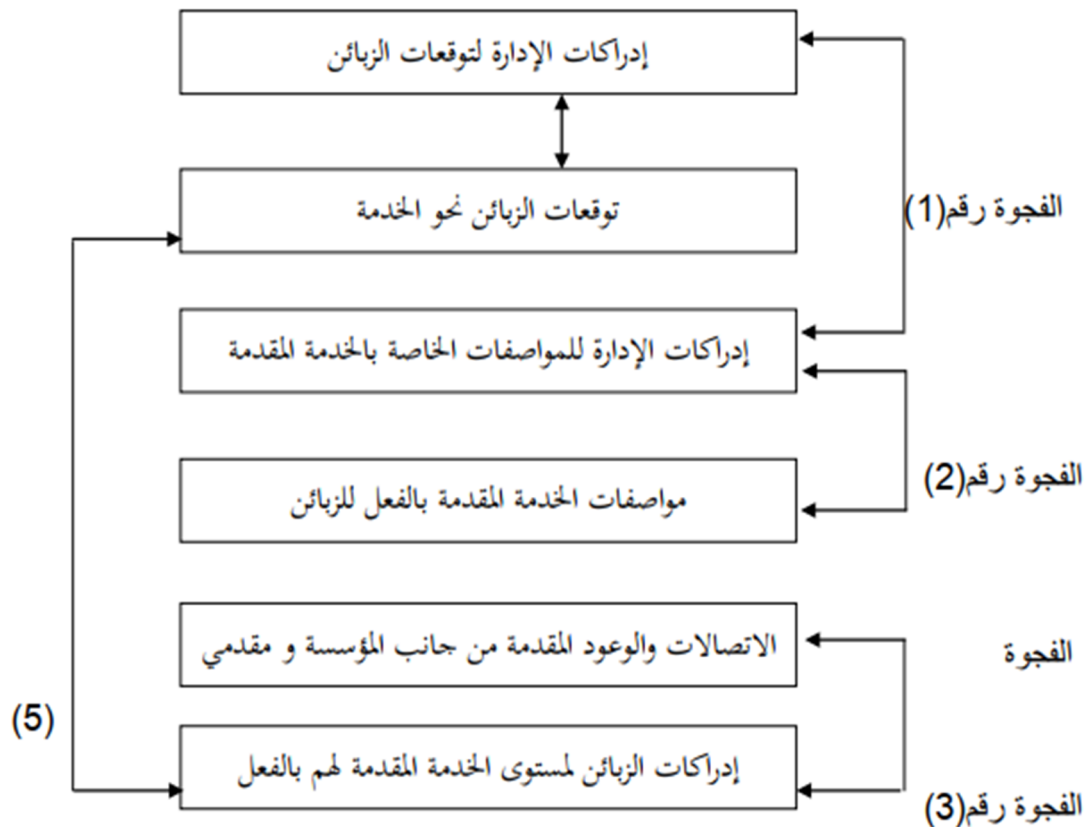 إدراكات الإدارة لتوقعات الزبائن
توقعات الزبائن نحو الخدمة
الفجوة رقم(1)
إدراكات الإدارة للمواصفات الخاصة بالخدمة المقدمة
الفجوة رقم(2)
مواصفات الخدمة المقدمة بالفعل للزبائن
الاتصالات والوعود المقدمة من جانب المؤسسة و مقدمي
الفجوة
(5)
إدراكات الزبائن لمستوى الخدمة المقدمة لهم بالفعل
الفجوة رقم(3)